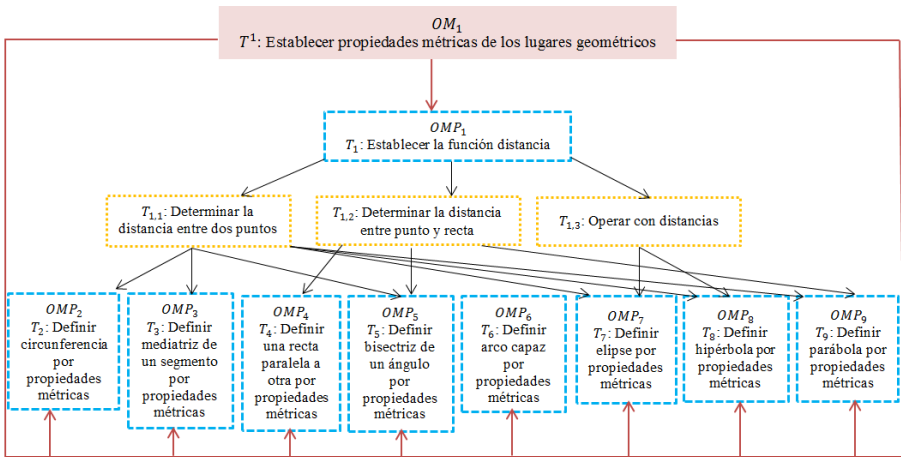 OM₁
T¹: Establecer propiedades métricas de los lugares geométricos
OMP₁
T₁: Establecer la función distancia
T₁,₁: Determinar la
distancia entre dos puntos
T₁,₂: Determinar la distancia
entre punto y recta
T₁,₃: Operar con distancias
OMP₂
T₂: Definir
circunferencia
por
propiedades
métricas
OMP₃
T₃: Definir
mediatriz de
un segmento
por
propiedades
métricas
OMP₄
T₄: Definir
una recta
paralela a
otra por
propiedades
métricas
OMP₅
T₅: Definir
bisectriz de
un ángulo
por
propiedades
métricas
OMP₆
T₆: Definir
arco capaz
por
propiedades
métricas
OMP₇
T₇: Definir
elipse por
propiedades
métricas
OMP₈
T₈: Definir
hipérbola por
propiedades
métricas
OMP₉
T₉: Definir
parábola por
propiedades
métricas